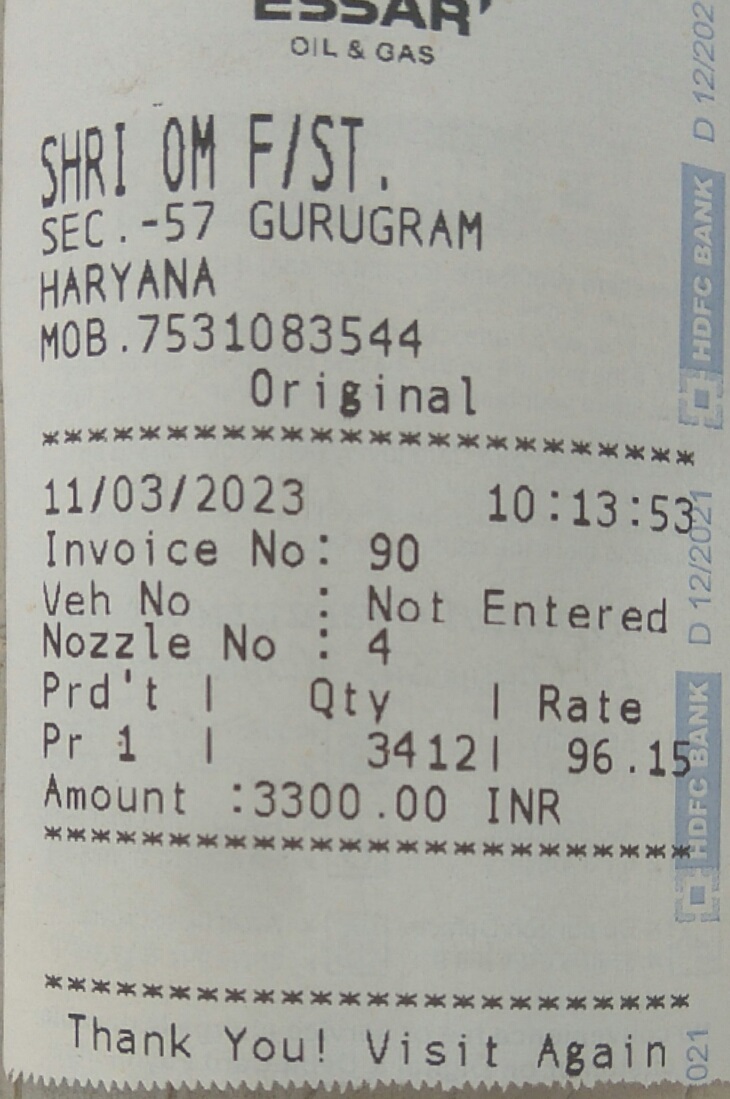 ESSAR
OIL & GAS
SHRI OM F/ST.
SEC.-57 GURUGRAM
HARYANA
MOB.7531083544
Original
***************************
11/03/2023 10:13:53
Invoice No: 90
Veh No : Not Entered
Nozzle No : 4
Prd't | Qty | Rate
Pr 1 | 3412| 96.15
Amount :3300.00 INR
***************************
***************************
Thank You! Visit Again
D 12/202
HDFC BANK
D 12/2021
HDFC BANK
021